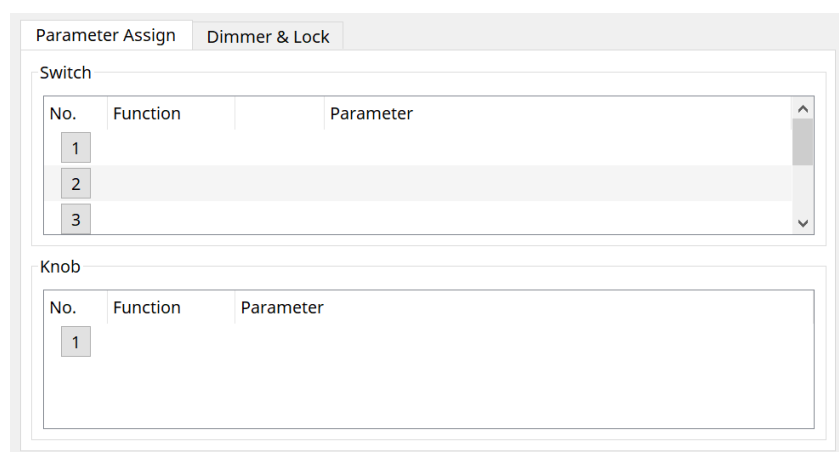 Parameter Assign Dimmer & Lock
Switch
No. Function Parameter
1
2
3
Knob
No. Function Parameter
1